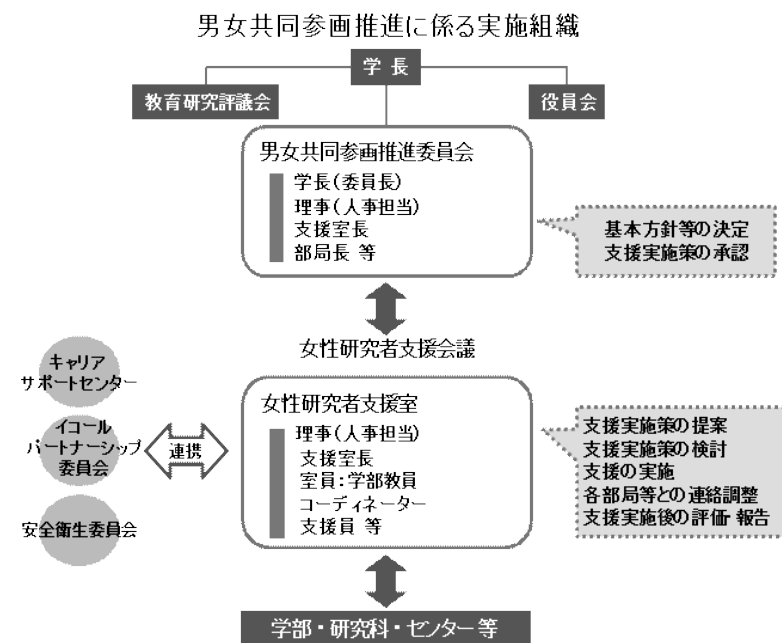 男女共同参画推進に係る実施組織
学 長
教育研究評議会
役員会
男女共同参画推進委員会
学長(委員長)
理事(人事担当)
支援室長
部局長 等
基本方針等の決定
支援実施策の承認
女性研究者支援会議
キャリア
サポートセンター
イコール
パートナーシップ
委員会
安全衛生委員会
連携
女性研究者支援室
理事(人事担当)
支援室長
室員:学部教員
コーディネーター
支援員 等
支援実施策の提案
支援実施策の検討
支援の実施
各部局等との連絡調整
支援実施後の評価・報告
学部・研究科・センター等